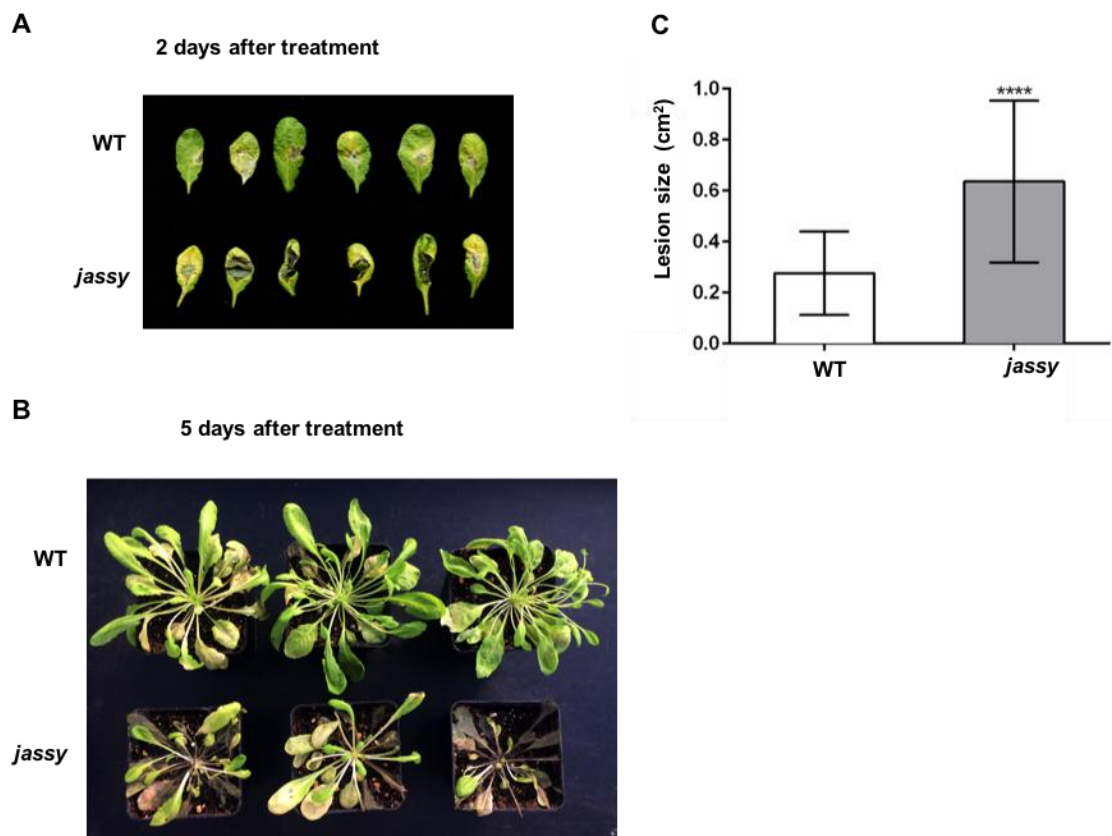 A
2 days after treatment
WT
jassy
B
5 days after treatment
WT
jassy
C
Lesion size (cm²)
1.0
0.8
0.6
0.4
0.2
0.0
****
WT
jassy